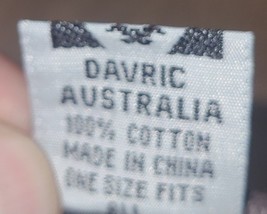 DAVRIC
AUSTRALIA
100% COTTON
MADE IN CHINA
ONE SIZE FITS